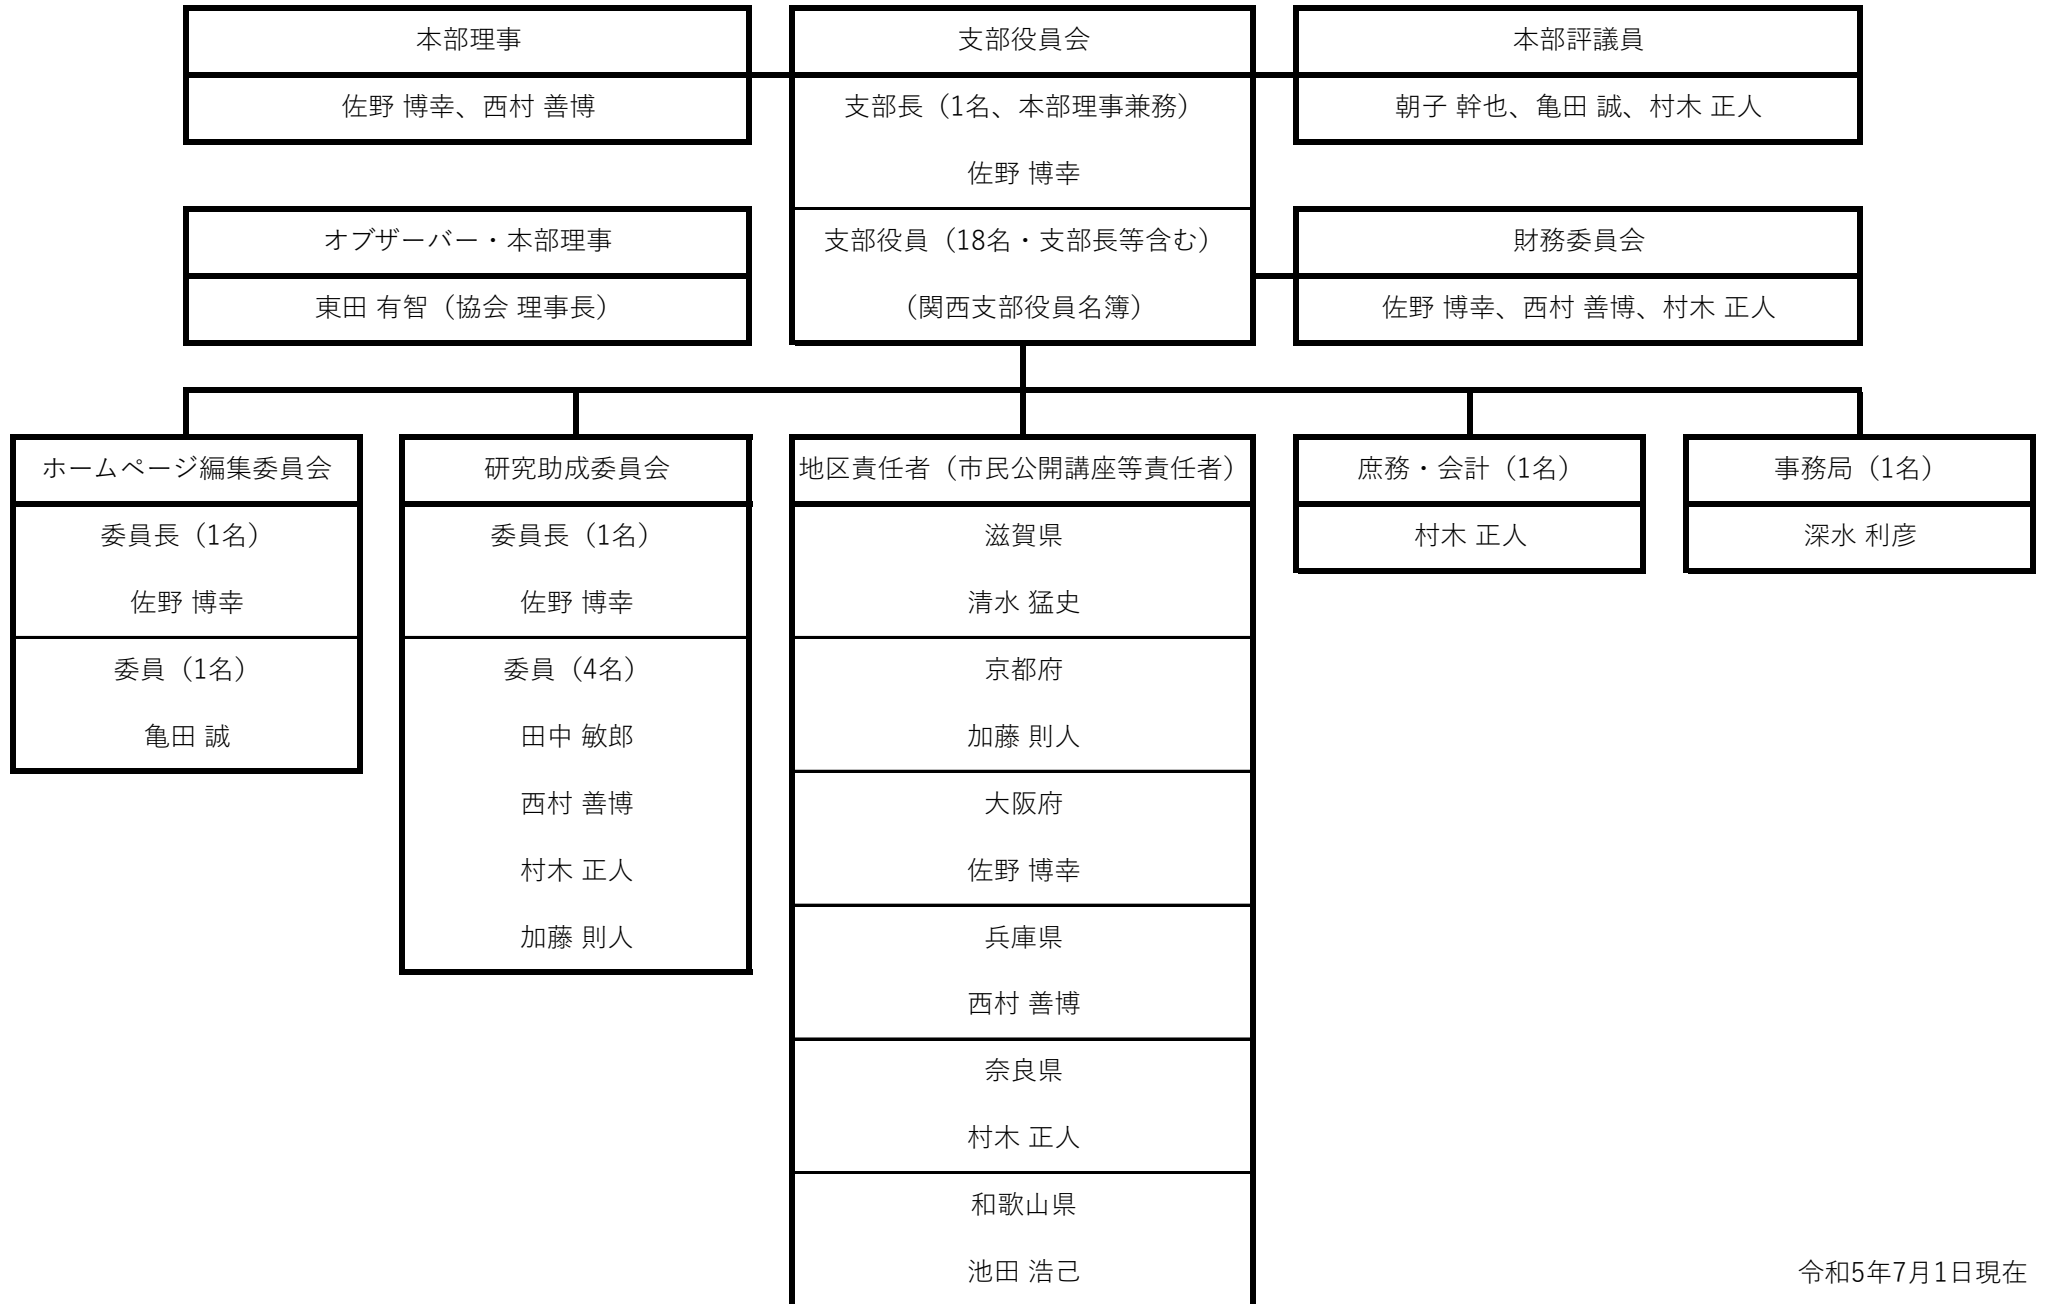 本部理事
佐野 博幸、西村 善博
支部役員会
支部長（1名、本部理事兼務）
佐野 博幸
支部役員（18名・支部長等含む）
（関西支部役員名簿）
本部評議員
朝子 幹也、亀田 誠、村木 正人
オブザーバー・本部理事
東田 有智（協会 理事長）
財務委員会
佐野 博幸、西村 善博、村木 正人
ホームページ編集委員会
委員長（1名）
佐野 博幸
委員（1名）
亀田 誠
研究助成委員会
委員長（1名）
佐野 博幸
委員（4名）
田中 敏郎
西村 善博
村木 正人
加藤 則人
地区責任者（市民公開講座等責任者）
滋賀県
清水 猛史
京都府
加藤 則人
大阪府
佐野 博幸
兵庫県
西村 善博
奈良県
村木 正人
和歌山県
池田 浩己
庶務・会計（1名）
村木 正人
事務局（1名）
深水 利彦
令和5年7月1日現在